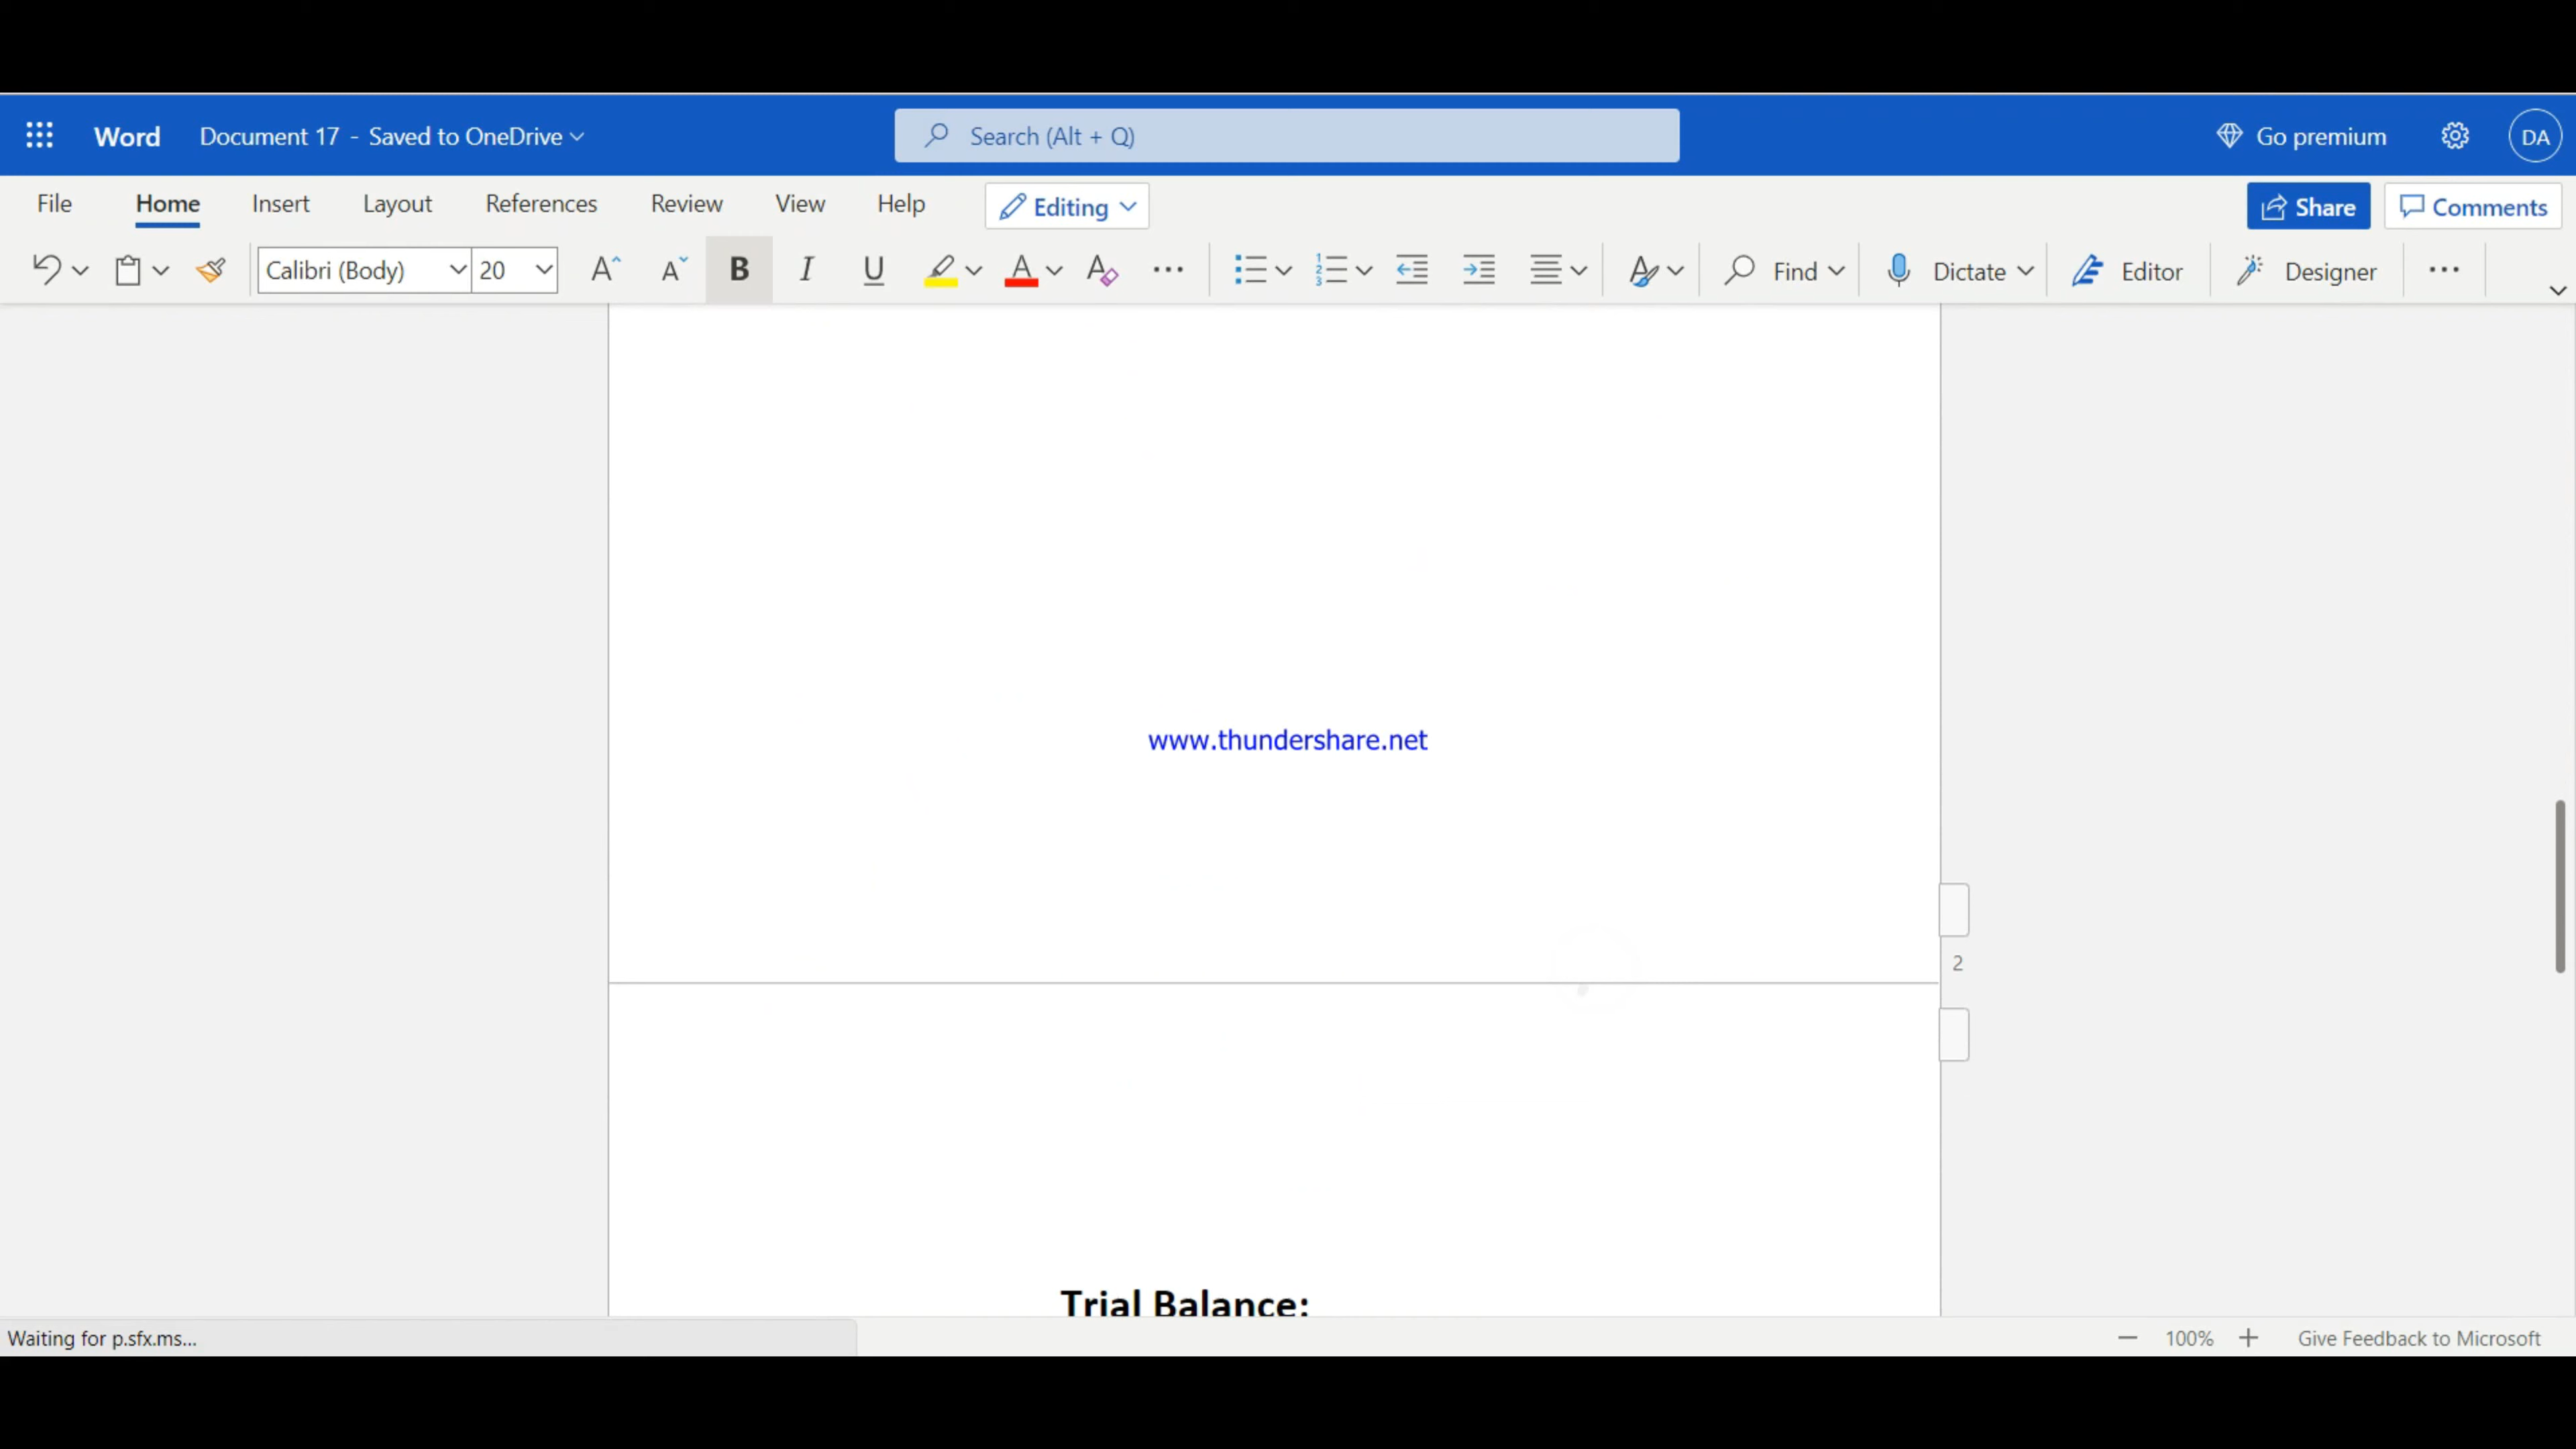 Word Document 17 - Saved to OneDrive Search (Alt + Q) Go premium DA
File Home Insert Layout References Review View Help Editing Share Comments
Calibri (Body) 20 A A B I U A A Find Dictate Editor Designer
www.thundershare.net
2
Trial Balance:
Waiting for p.sfx.ms... 100% Give Feedback to Microsoft